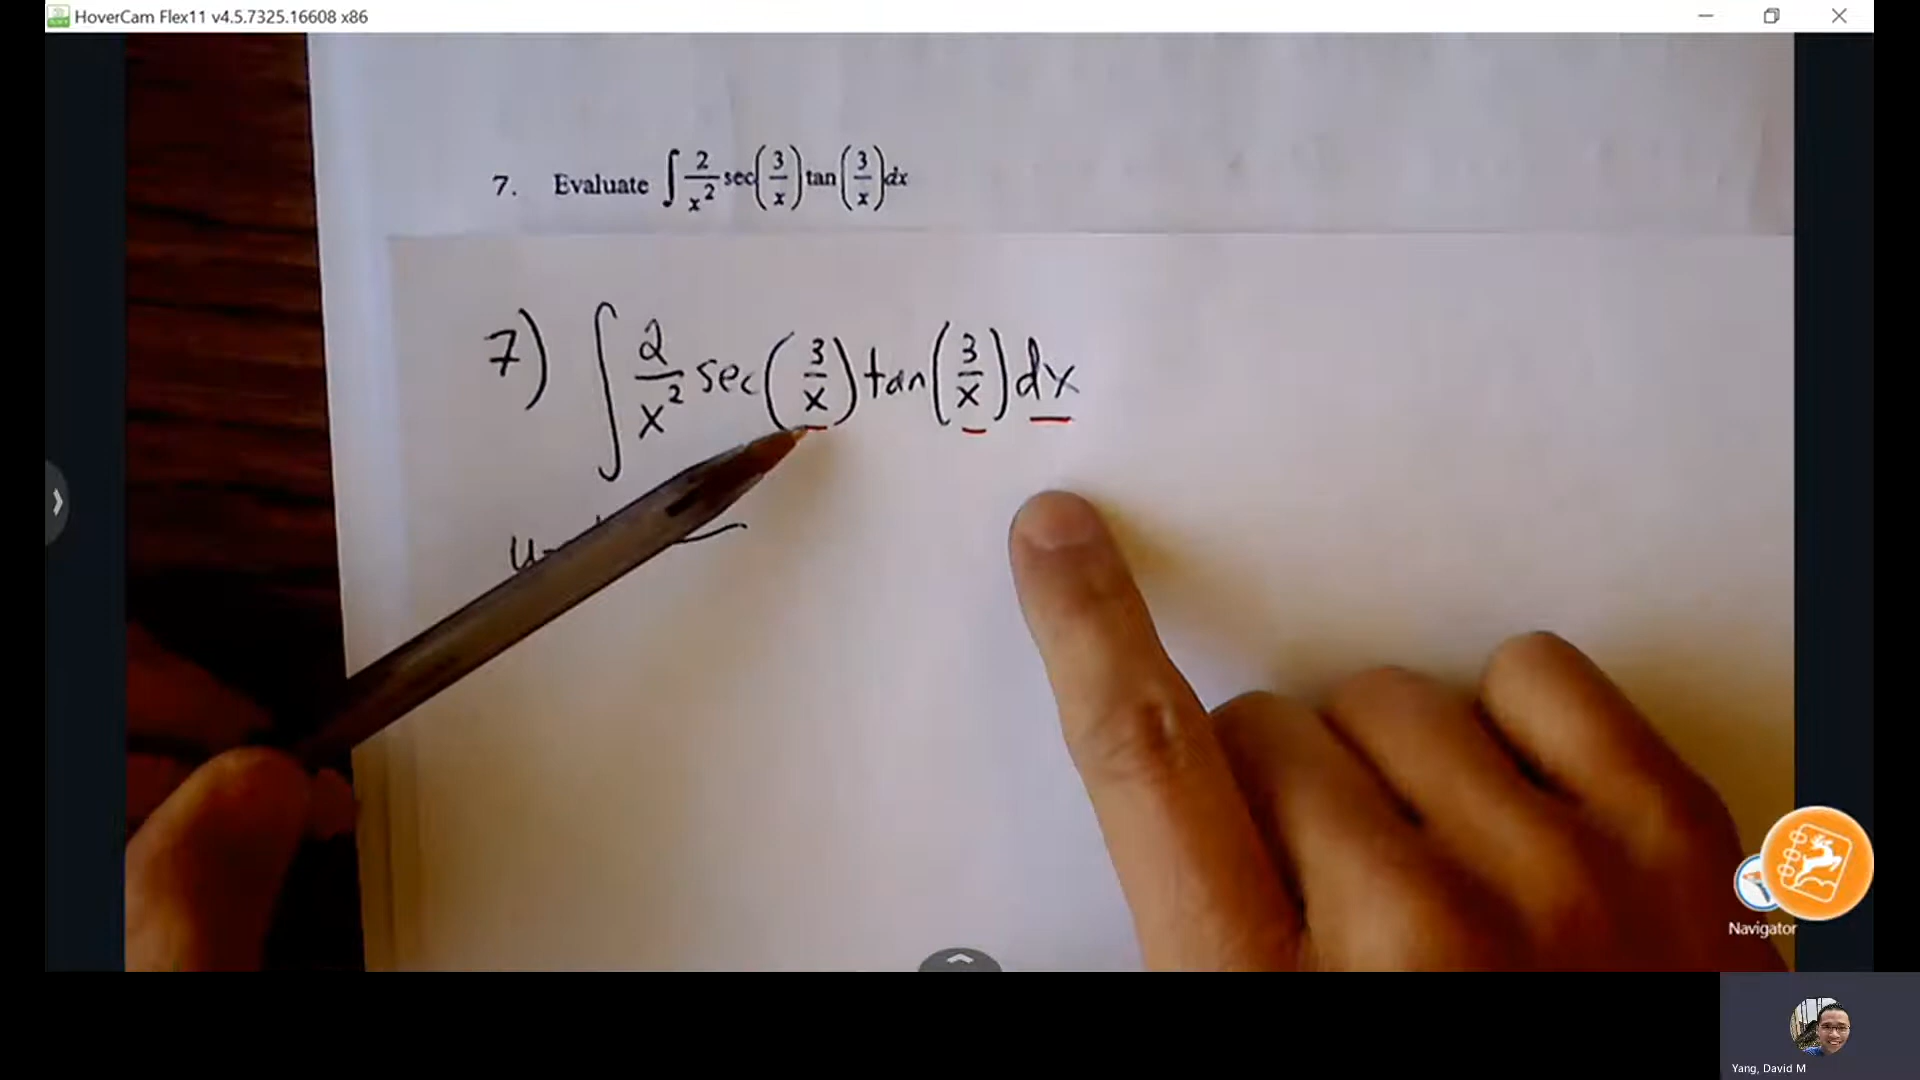 HoverCam Flex11 v4.5.7325.16608 x86
7. Evaluate ∫ 2/x² sec(3/x) tan(3/x) dx
7) ∫ 2/x² sec(3/x) tan(3/x) dx
u-
Navigator
Yang, David M